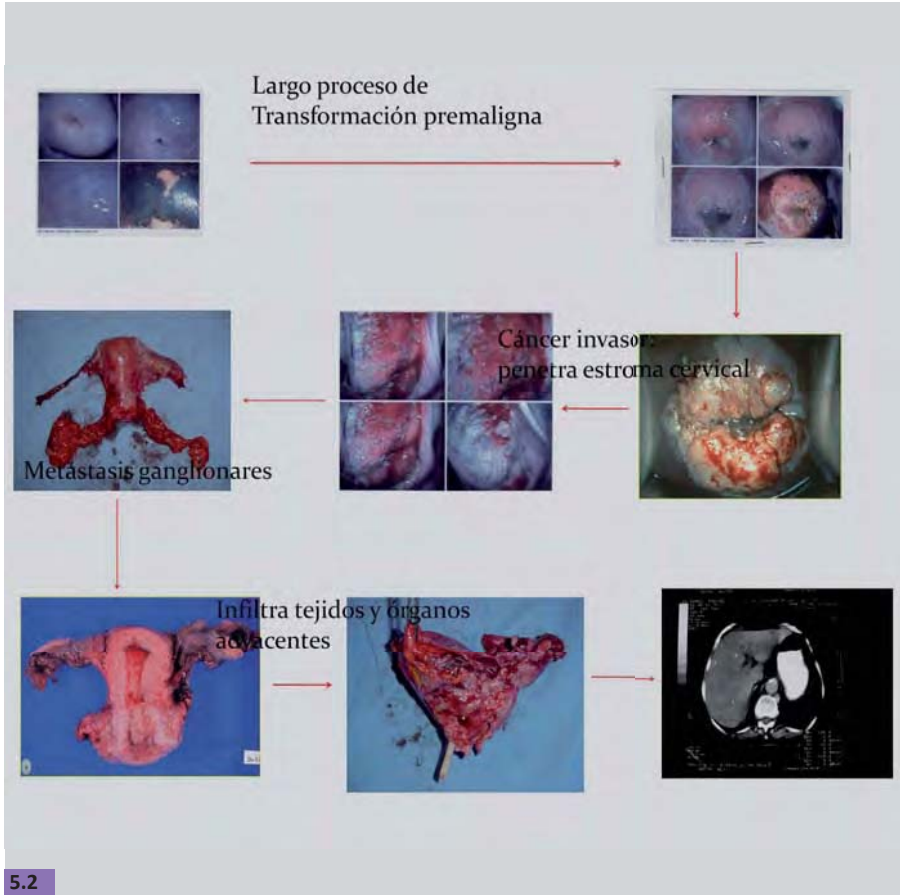 Largo proceso de
Transformación premaligna
Cáncer invasor:
penetra estroma cervical
Metástasis ganglionares
Infiltra tejidos y órganos
adyacentes
5.2